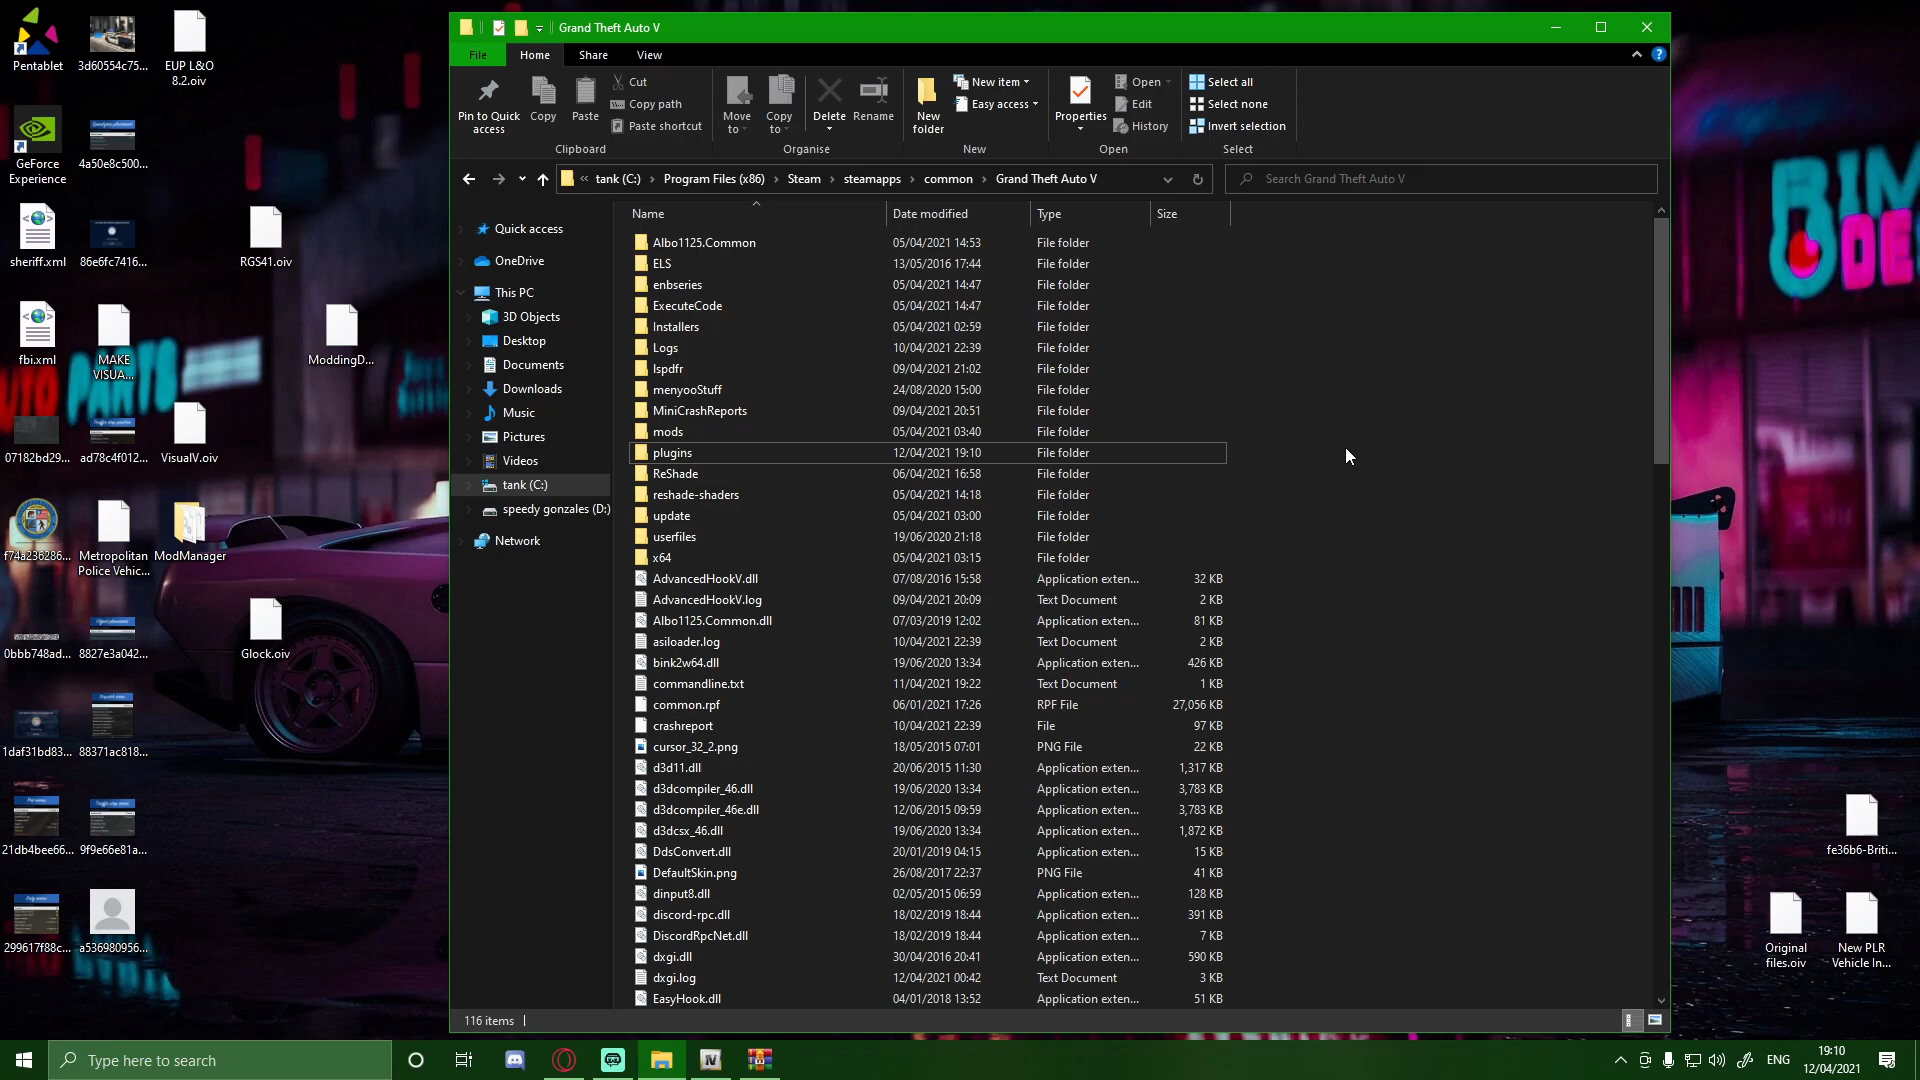 Pentablet
3d60554c75...
EUP L&O
8.2.oiv
GeForce
Experience
4a50e8c500...
sheriff.xml
86e6fc7416...
RGS41.oiv
fbi.xml
MAKE
VISUA...
ModdingD...
07182bd29...
ad78c4f012...
VisualV.oiv
f74a236286...
Metropolitan
Police Vehic...
ModManager
0bbb748ad...
8827e3a042...
Glock.oiv
1daf31bd83...
88371ac818...
21db4bee66...
9f9e66e81a...
299617f88c...
a536980956...
Grand Theft Auto V
File
Home
Share
View
Pin to Quick
access
Copy
Paste
Cut
Copy path
Paste shortcut
Clipboard
Move
to
Copy
to
Delete
Rename
Organise
New
folder
New item
Easy access
New
Properties
Open
Edit
History
Open
Select all
Select none
Invert selection
Select
« tank (C:) › Program Files (x86) › Steam › steamapps › common › Grand Theft Auto V
Search Grand Theft Auto V
Quick access
OneDrive
This PC
3D Objects
Desktop
Documents
Downloads
Music
Pictures
Videos
tank (C:)
speedy gonzales (D:)
Network
Name Date modified Type Size
Albo1125.Common 05/04/2021 14:53 File folder
ELS 13/05/2016 17:44 File folder
enbseries 05/04/2021 14:47 File folder
ExecuteCode 05/04/2021 14:47 File folder
Installers 05/04/2021 02:59 File folder
Logs 10/04/2021 22:39 File folder
lspdfr 09/04/2021 21:02 File folder
menyooStuff 24/08/2020 15:00 File folder
MiniCrashReports 09/04/2021 20:51 File folder
mods 05/04/2021 03:40 File folder
plugins 12/04/2021 19:10 File folder
ReShade 06/04/2021 16:58 File folder
reshade-shaders 05/04/2021 14:18 File folder
update 05/04/2021 03:00 File folder
userfiles 19/06/2020 21:18 File folder
x64 05/04/2021 03:15 File folder
AdvancedHookV.dll 07/08/2016 15:58 Application exten... 32 KB
AdvancedHookV.log 09/04/2021 20:09 Text Document 2 KB
Albo1125.Common.dll 07/03/2019 12:02 Application exten... 81 KB
asiloader.log 10/04/2021 22:39 Text Document 2 KB
bink2w64.dll 19/06/2020 13:34 Application exten... 426 KB
commandline.txt 11/04/2021 19:22 Text Document 1 KB
common.rpf 06/01/2021 17:26 RPF File 27,056 KB
crashreport 10/04/2021 22:39 File 97 KB
cursor_32_2.png 18/05/2015 07:01 PNG File 22 KB
d3d11.dll 20/06/2015 11:30 Application exten... 1,317 KB
d3dcompiler_46.dll 19/06/2020 13:34 Application exten... 3,783 KB
d3dcompiler_46e.dll 12/06/2015 09:59 Application exten... 3,783 KB
d3dcsx_46.dll 19/06/2020 13:34 Application exten... 1,872 KB
DdsConvert.dll 20/01/2019 04:15 Application exten... 15 KB
DefaultSkin.png 26/08/2017 22:37 PNG File 41 KB
dinput8.dll 02/05/2015 06:59 Application exten... 128 KB
discord-rpc.dll 18/02/2019 18:44 Application exten... 391 KB
DiscordRpcNet.dll 18/02/2019 18:44 Application exten... 7 KB
dxgi.dll 30/04/2016 20:41 Application exten... 590 KB
dxgi.log 12/04/2021 00:42 Text Document 3 KB
EasyHook.dll 04/01/2018 13:52 Application exten... 51 KB
116 items
BIM
DE
fe36b6-Briti...
Original
files.oiv
New PLR
Vehicle In...
Type here to search
ENG
19:10
12/04/2021